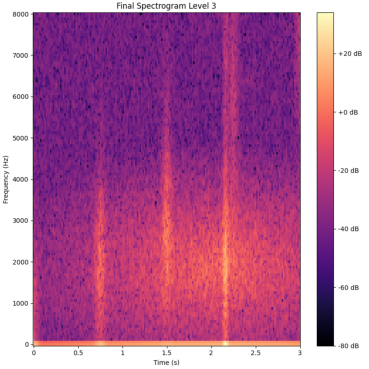 Final Spectrogram Level 3
8000
7000
6000
5000
4000
3000
2000
1000
0
Frequency (Hz)
0
0.5
1
1.5
2
2.5
3
Time (s)
+20 dB
+0 dB
-20 dB
-40 dB
-60 dB
-80 dB